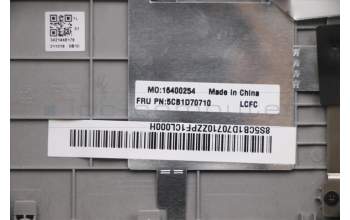 MO:16400254 Made in China
FRU PN:5CB1D70710 LCFC
8SSCB1D70710ZZPF1CL000H